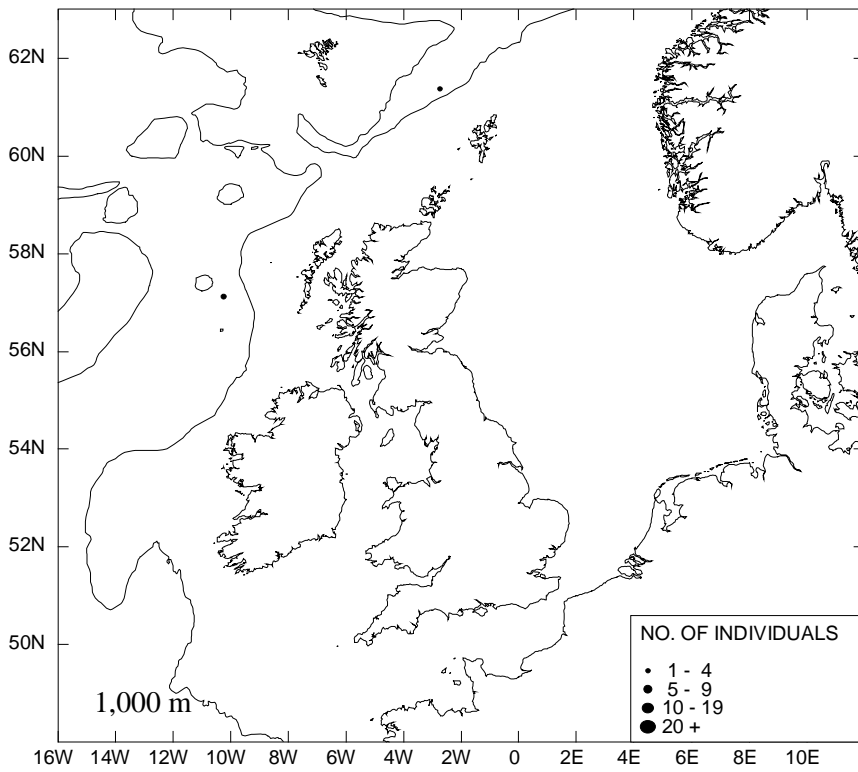 62N
60N
58N
56N
54N
52N
50N
NO. OF INDIVIDUALS
1 - 4
5 - 9
10 - 19
20 +
1,000 m
16W 14W 12W 10W 8W 6W 4W 2W 0 2E 4E 6E 8E 10E